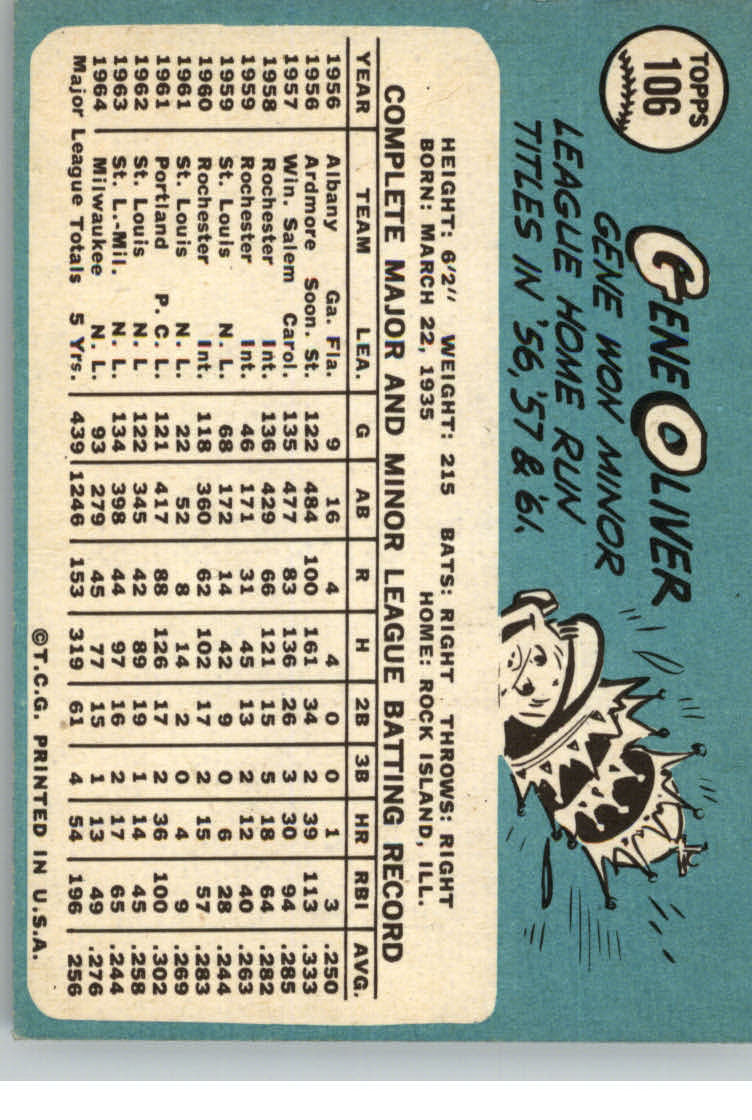 TOPPS
106
GENE OLIVER
GENE WON MINOR
LEAGUE HOME RUN
TITLES IN '56, '57 & '61.
HEIGHT: 6'2" WEIGHT: 215 BATS: RIGHT THROWS: RIGHT
BORN: MARCH 22, 1935 HOME: ROCK ISLAND, ILL.
COMPLETE MAJOR AND MINOR LEAGUE BATTING RECORD
YEAR TEAM LEA. G AB R H 2B 3B HR RBI AVG.
1956 Albany Ga. Fla. 9 16 4 4 0 0 1 3 .250
1956 Ardmore Soon. St. 122 484 100 161 34 2 39 113 .333
1957 Win. Salem Carol. 135 477 83 136 26 3 30 94 .285
1958 Rochester Int. 136 429 66 121 15 5 18 64 .282
1959 Rochester Int. 46 171 31 45 13 2 12 40 .263
1959 St. Louis N. L. 68 172 14 42 9 0 6 28 .244
1960 Rochester Int. 118 360 62 102 17 2 15 57 .283
1961 St. Louis N. L. 22 52 8 14 2 0 4 9 .269
1961 Portland P. C. L. 121 417 88 126 17 2 36 100 .302
1962 St. Louis N. L. 122 345 42 89 19 1 14 45 .258
1963 St. L.-Mil. N. L. 134 398 44 97 16 2 17 65 .244
1964 Milwaukee N. L. 93 279 45 77 15 1 13 49 .276
Major League Totals 5 Yrs. 439 1246 153 319 61 4 54 196 .256
©T.C.G. PRINTED IN U.S.A.